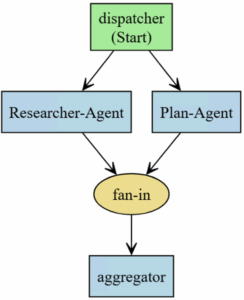 dispatcher
(Start)
Researcher-Agent
Plan-Agent
fan-in
aggregator